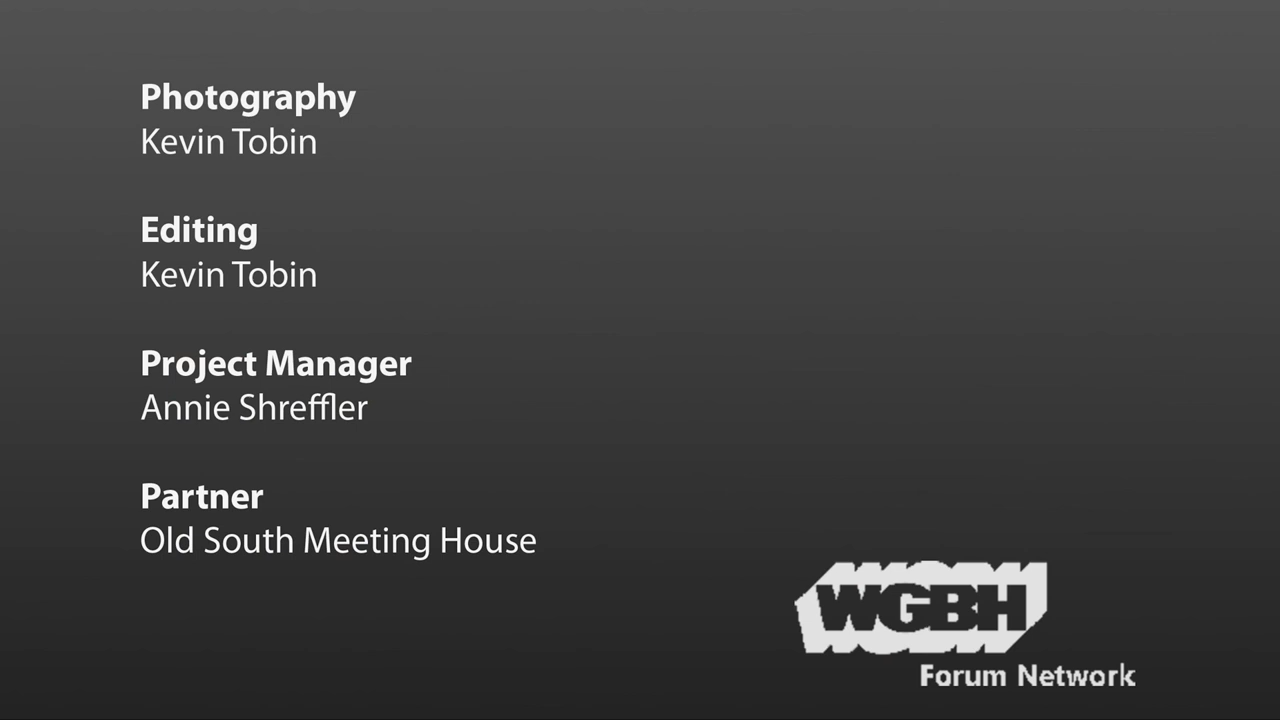 Photography
Kevin Tobin
Editing
Kevin Tobin
Project Manager
Annie Shreffler
Partner
Old South Meeting House
WGBH
Forum Network